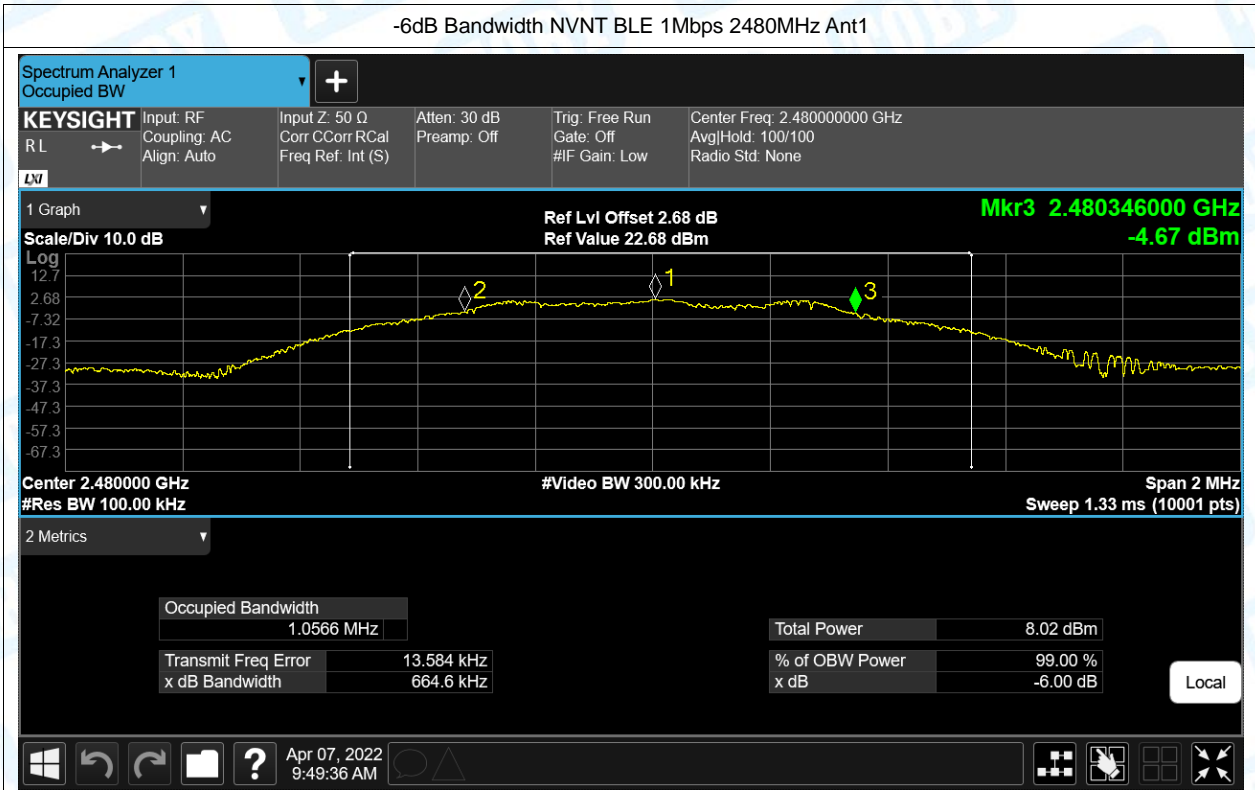 -6dB Bandwidth NVNT BLE 1Mbps 2480MHz Ant1
Spectrum Analyzer 1
Occupied BW
KEYSIGHT
RL
LXI
Input: RF
Coupling: AC
Align: Auto
Input Z: 50 Ω
Corr CCorr RCal
Freq Ref: Int (S)
Atten: 30 dB
Preamp: Off
Trig: Free Run
Gate: Off
#IF Gain: Low
Center Freq: 2.480000000 GHz
Avg|Hold: 100/100
Radio Std: None
1 Graph
Scale/Div 10.0 dB
Ref Lvl Offset 2.68 dB
Ref Value 22.68 dBm
Mkr3 2.480346000 GHz
-4.67 dBm
Log
12.7
2.68
-7.32
-17.3
-27.3
-37.3
-47.3
-57.3
-67.3
2
1
3
Center 2.480000 GHz
#Res BW 100.00 kHz
#Video BW 300.00 kHz
Span 2 MHz
Sweep 1.33 ms (10001 pts)
2 Metrics
Occupied Bandwidth
1.0566 MHz
Transmit Freq Error 13.584 kHz
x dB Bandwidth 664.6 kHz
Total Power 8.02 dBm
% of OBW Power 99.00 %
x dB -6.00 dB
Local
?
Apr 07, 2022
9:49:36 AM